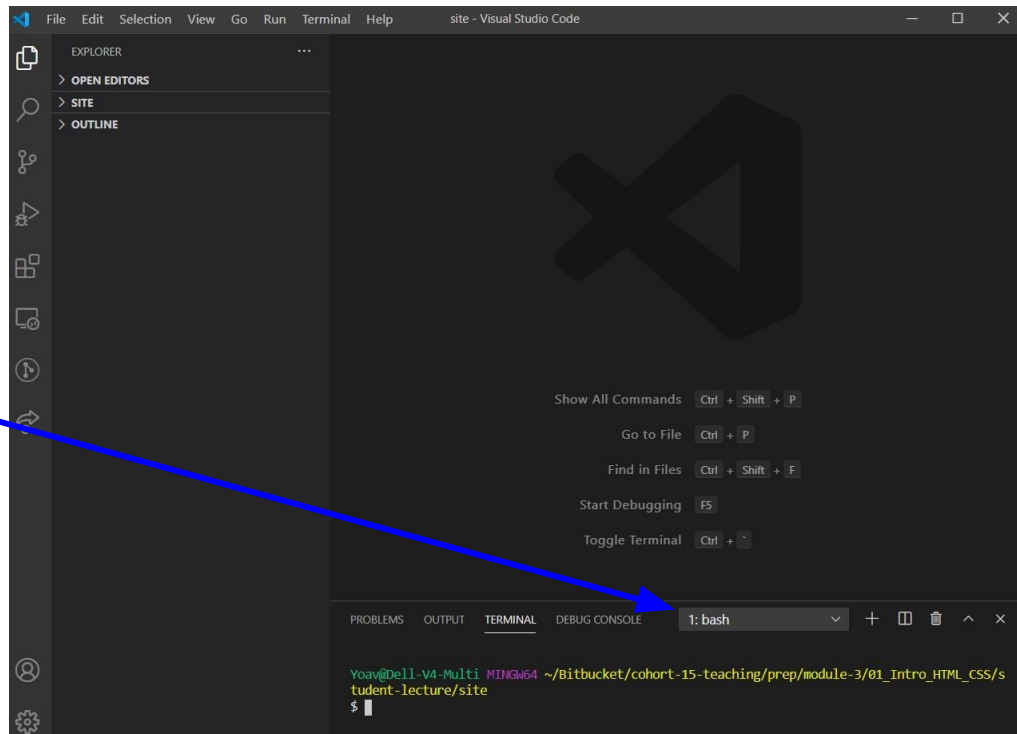 File Edit Selection View Go Run Terminal Help site - Visual Studio Code
EXPLORER ...
> OPEN EDITORS
> SITE
> OUTLINE
Show All Commands Ctrl + Shift + P
Go to File Ctrl + P
Find in Files Ctrl + Shift + F
Start Debugging F5
Toggle Terminal Ctrl + `
PROBLEMS OUTPUT TERMINAL DEBUG CONSOLE 1: bash
Yoav@Dell-V4-Multi MINGW64 ~/Bitbucket/cohort-15-teaching/prep/module-3/01_Intro_HTML_CSS/s
tudent-lecture/site
$